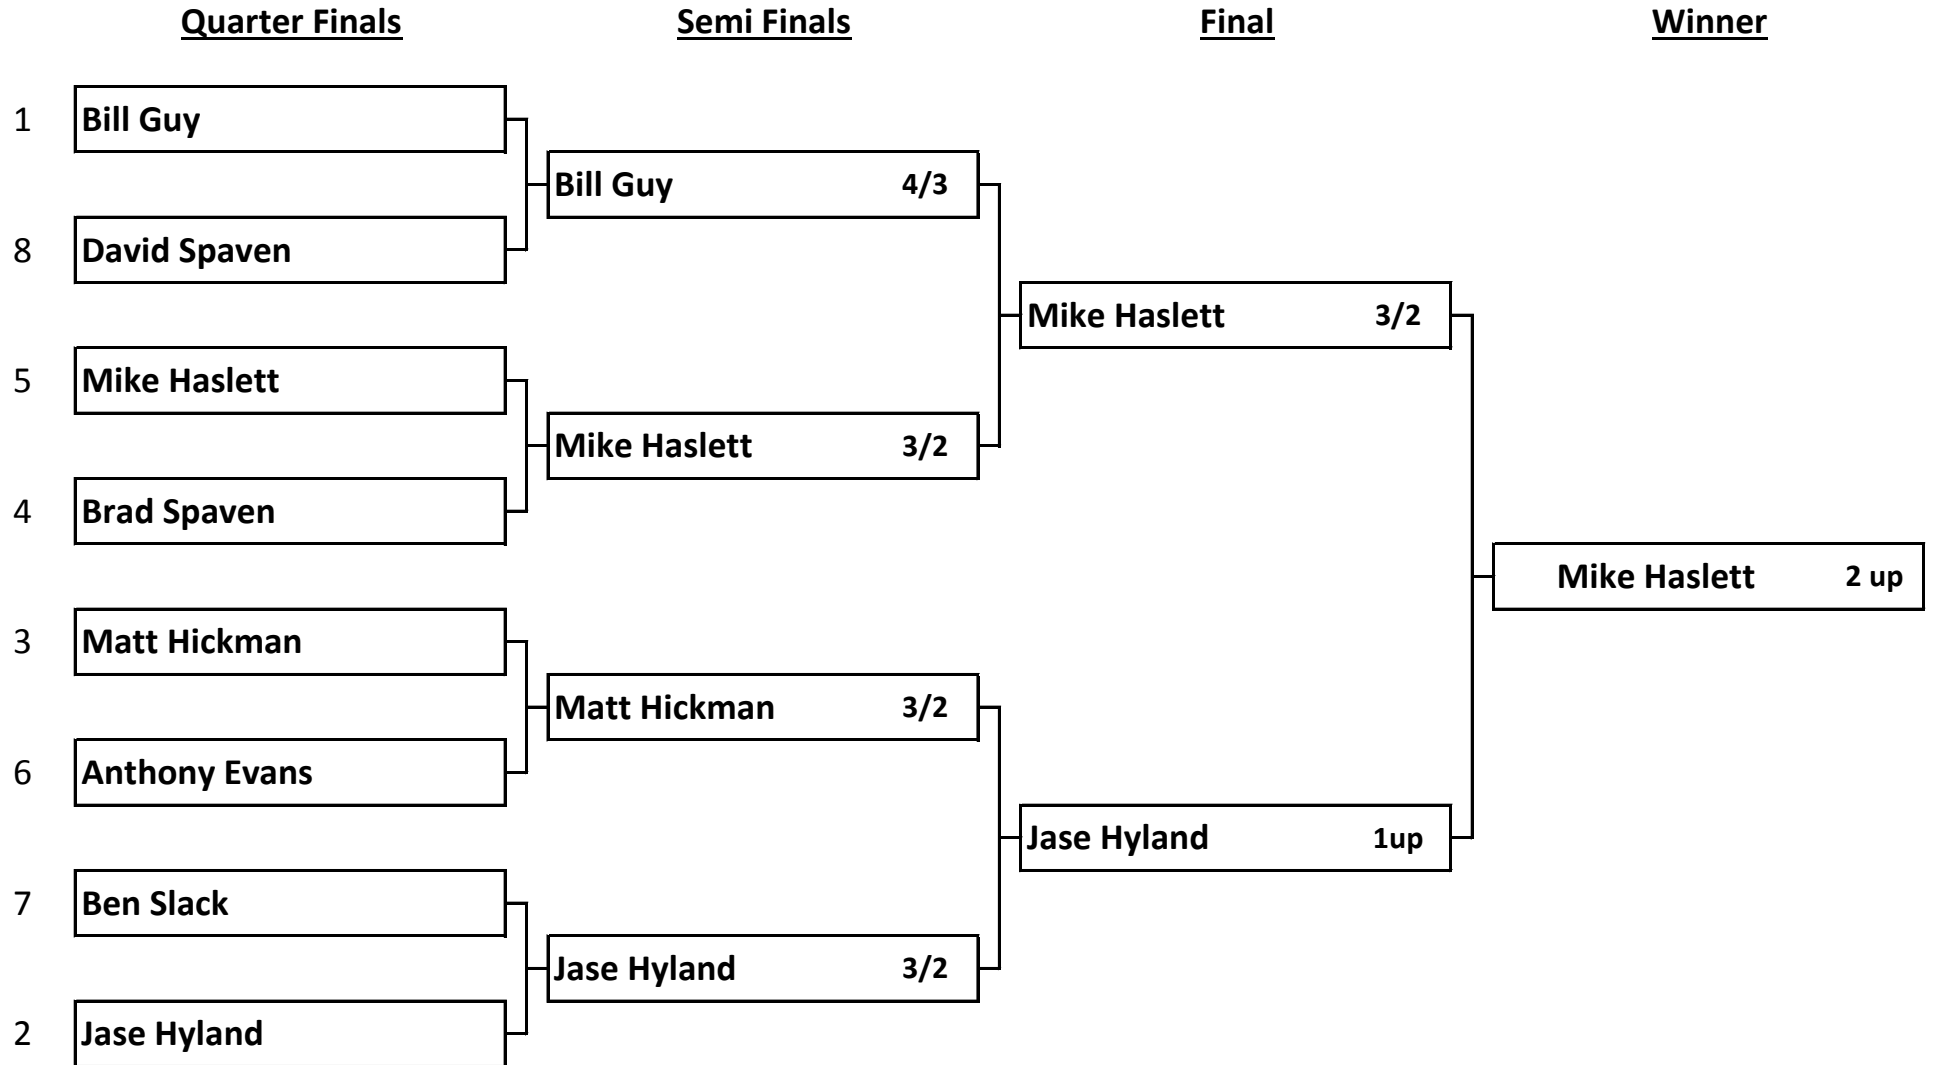 Quarter Finals Semi Finals Final Winner
1 Bill Guy
Bill Guy 4/3
8 David Spaven
Mike Haslett 3/2
5 Mike Haslett
Mike Haslett 3/2
4 Brad Spaven
Mike Haslett 2 up
3 Matt Hickman
Matt Hickman 3/2
6 Anthony Evans
Jase Hyland 1up
7 Ben Slack
Jase Hyland 3/2
2 Jase Hyland